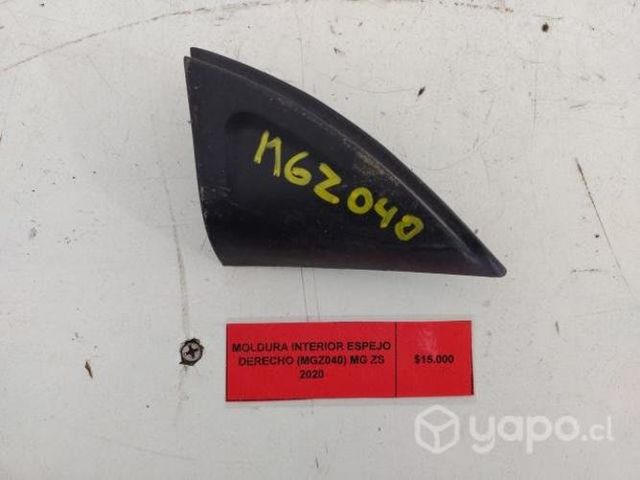 MGZ040
MOLDURA INTERIOR ESPEJO
DERECHO (MGZ040) MG ZS
2020
$15.000
yapo.cl